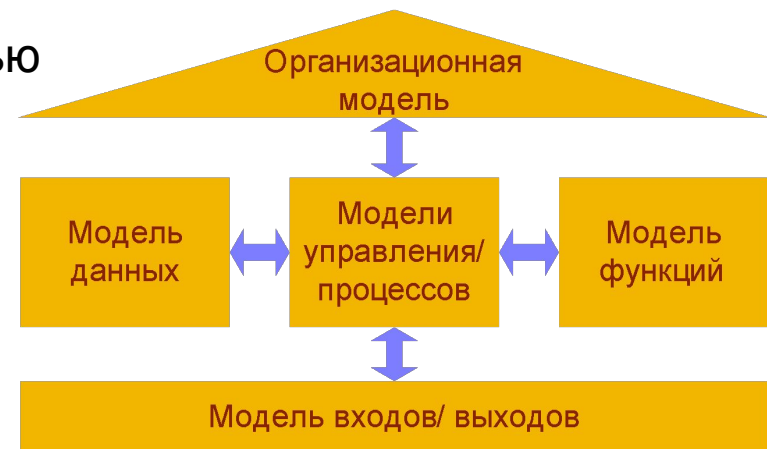 ью
Организационная
модель
Модель
данных
Модели
управления/
процессов
Модель
функций
Модель входов/ выходов